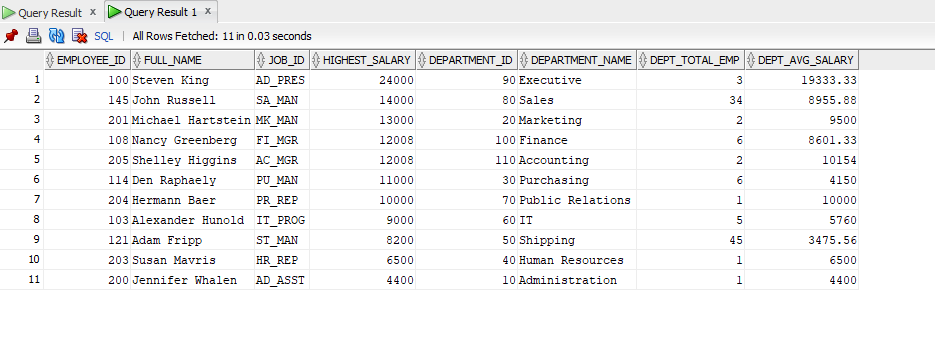 Query Result x Query Result 1 x
SQL | All Rows Fetched: 11 in 0.03 seconds
EMPLOYEE_ID FULL_NAME JOB_ID HIGHEST_SALARY DEPARTMENT_ID DEPARTMENT_NAME DEPT_TOTAL_EMP DEPT_AVG_SALARY
1 100 Steven King AD_PRES 24000 90 Executive 3 19333.33
2 145 John Russell SA_MAN 14000 80 Sales 34 8955.88
3 201 Michael Hartstein MK_MAN 13000 20 Marketing 2 9500
4 108 Nancy Greenberg FI_MGR 12008 100 Finance 6 8601.33
5 205 Shelley Higgins AC_MGR 12008 110 Accounting 2 10154
6 114 Den Raphaely PU_MAN 11000 30 Purchasing 6 4150
7 204 Hermann Baer PR_REP 10000 70 Public Relations 1 10000
8 103 Alexander Hunold IT_PROG 9000 60 IT 5 5760
9 121 Adam Fripp ST_MAN 8200 50 Shipping 45 3475.56
10 203 Susan Mavris HR_REP 6500 40 Human Resources 1 6500
11 200 Jennifer Whalen AD_ASST 4400 10 Administration 1 4400